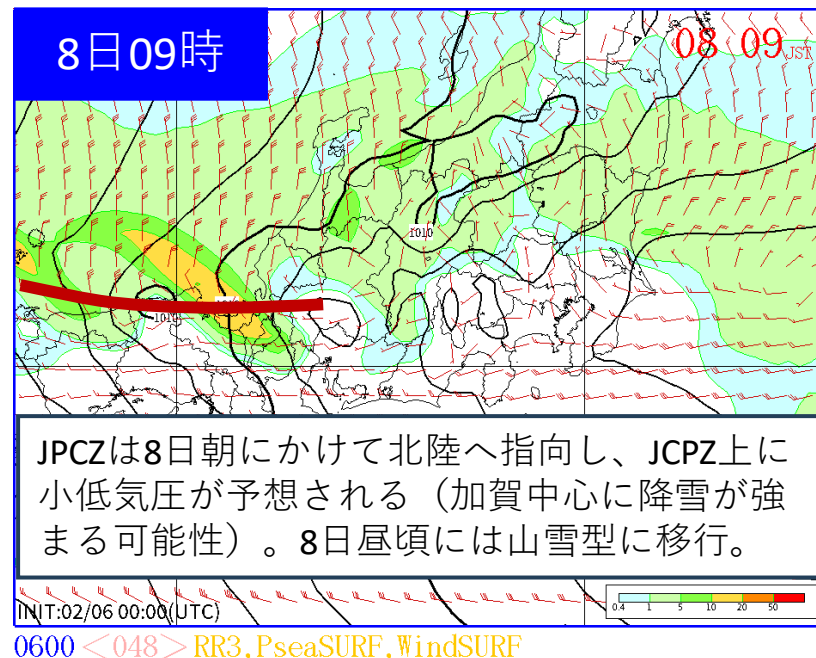 8日09時
08 09JST
1010
1010
JPCZは8日朝にかけて北陸へ指向し、JCPZ上に
小低気圧が予想される（加賀中心に降雪が強
まる可能性）。8日昼頃には山雪型に移行。
INIT:02/06 00:00(UTC)
0.4 1 5 10 20 50
0600 <048> RR3,PseaSURF,WindSURF